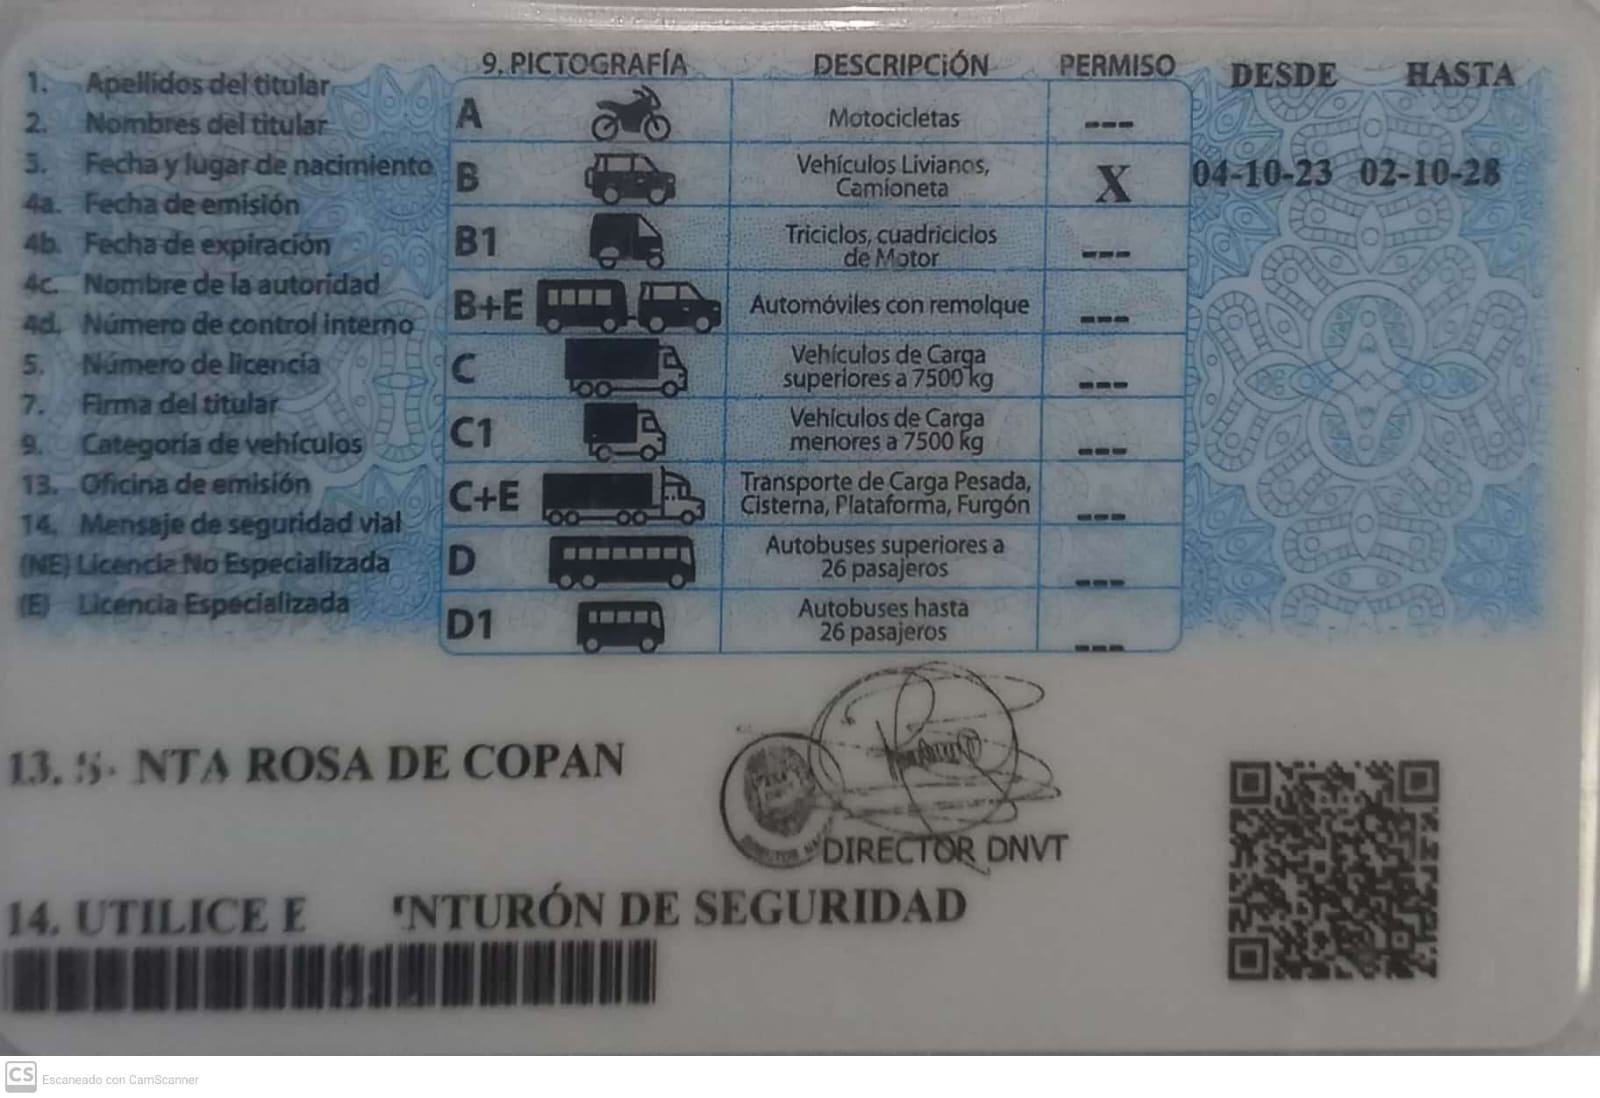 1. Apellidos del titular
2. Nombres del titular
3. Fecha y lugar de nacimiento
4a. Fecha de emisión
4b. Fecha de expiración
4c. Nombre de la autoridad
4d. Número de control interno
5. Número de licencia
7. Firma del titular
9. Categoría de vehículos
13. Oficina de emisión
14. Mensaje de seguridad vial
(NE) Licencia No Especializada
(E) Licencia Especializada
9. PICTOGRAFÍA DESCRIPCIÓN PERMISO DESDE HASTA
A Motocicletas ---
B Vehículos Livianos, Camioneta X 04-10-23 02-10-28
B1 Triciclos, cuadriciclos de Motor ---
B+E Automóviles con remolque ---
C Vehículos de Carga superiores a 7500 kg ---
C1 Vehículos de Carga menores a 7500 kg ---
C+E Transporte de Carga Pesada, Cisterna, Plataforma, Furgón ---
D Autobuses superiores a 26 pasajeros ---
D1 Autobuses hasta 26 pasajeros ---
13. S NTA ROSA DE COPAN
DIRECTOR DNVT
14. UTILICE E NTURÓN DE SEGURIDAD
CS Escaneado con CamScanner